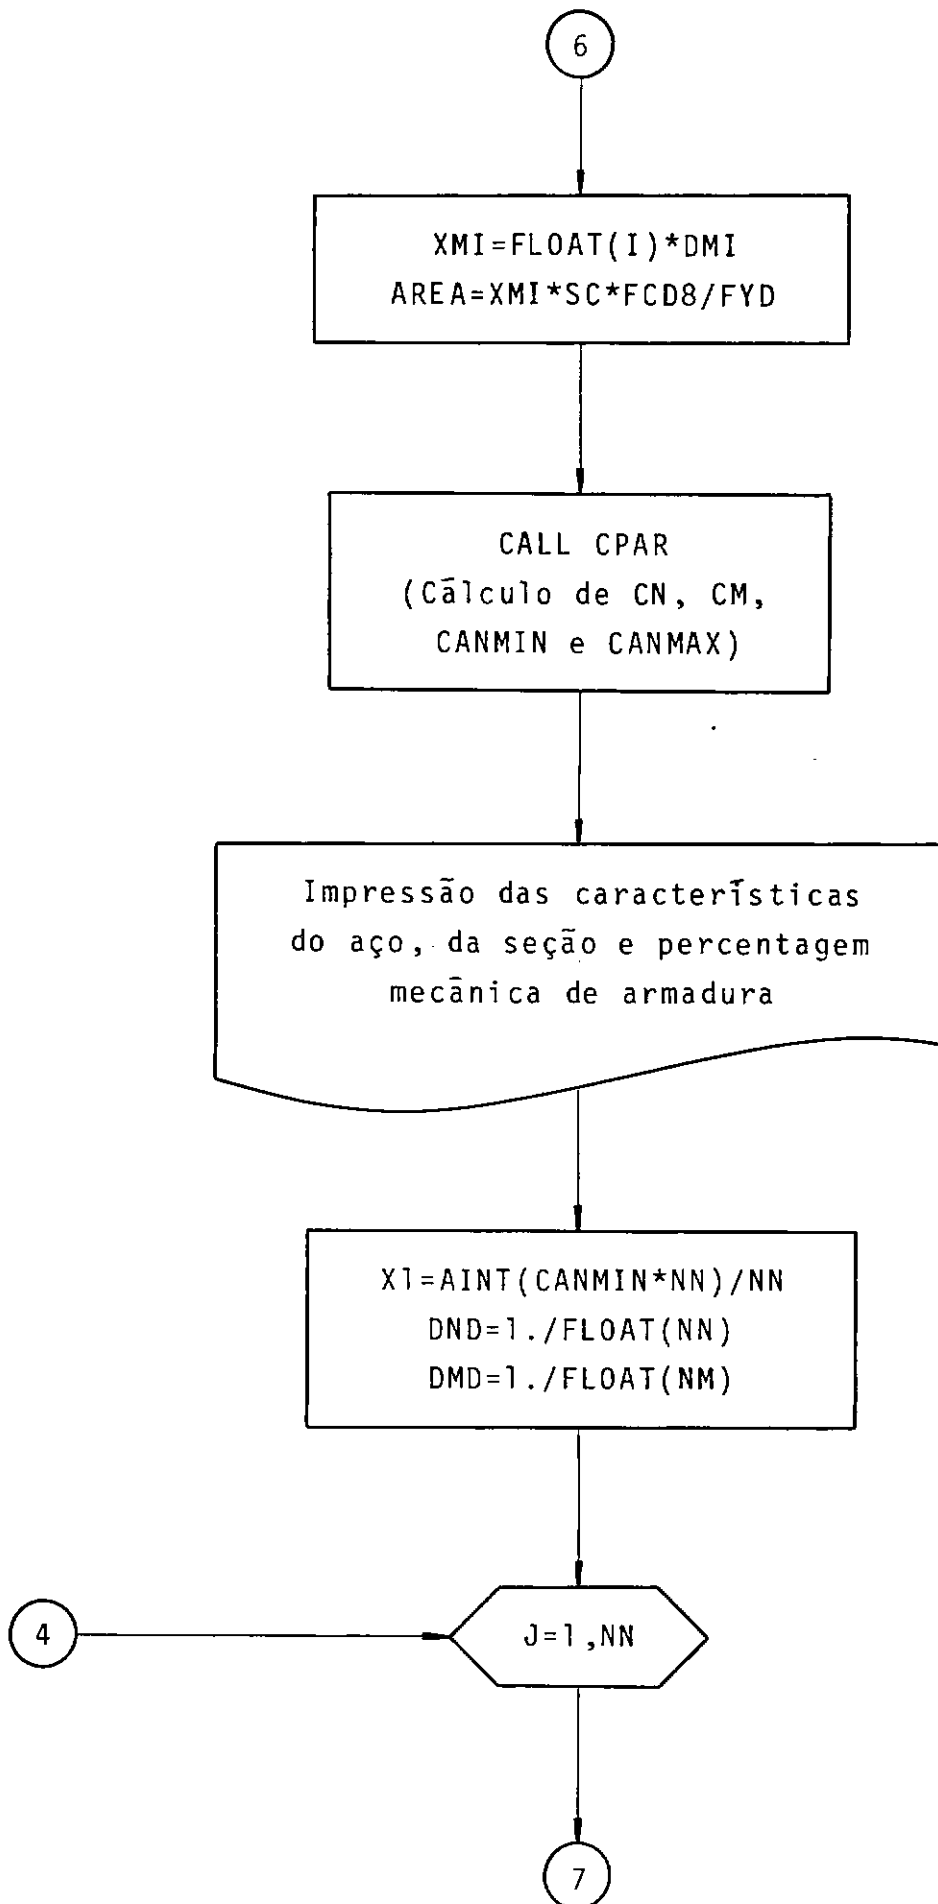 6
XMI=FLOAT(I)*DMI
AREA=XMI*SC*FCD8/FYD
CALL CPAR
(Cálculo de CN, CM,
CANMIN e CANMAX)
Impressão das características
do aço, da seção e percentagem
mecânica de armadura
X1=AINT(CANMIN*NN)/NN
DND=1./FLOAT(NN)
DMD=1./FLOAT(NM)
4
J=1,NN
7